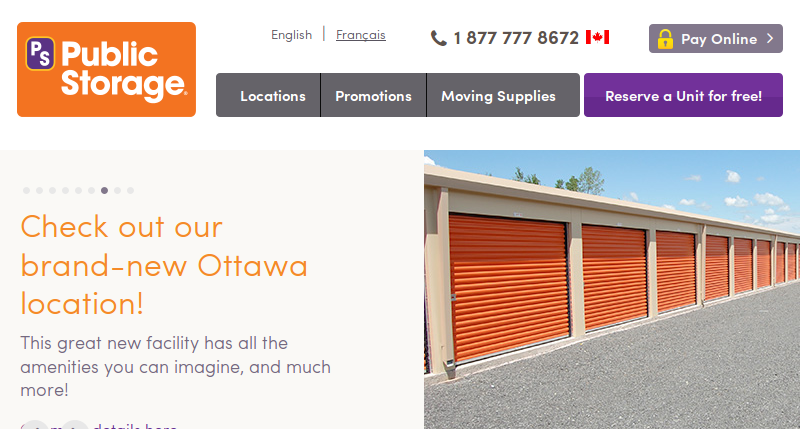 PS Public Storage
English | Français
1 877 777 8672
Pay Online
Locations
Promotions
Moving Supplies
Reserve a Unit for free!
Check out our
brand-new Ottawa
location!
This great new facility has all the
amenities you can imagine, and much
more!
details here